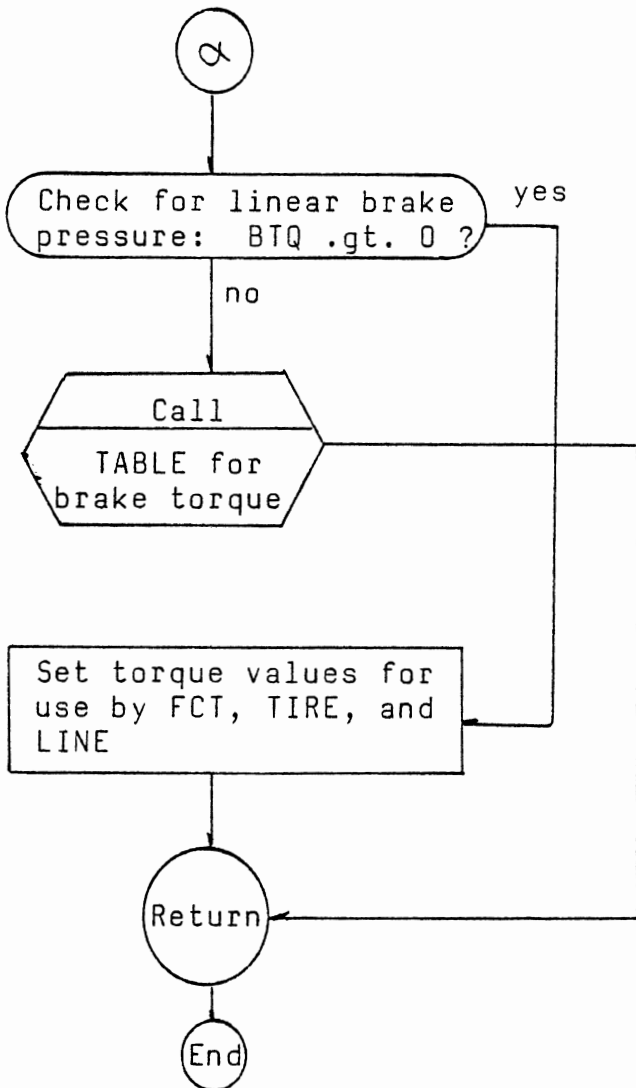 α
Check for linear brake
pressure: BTQ .gt. 0 ?
yes
no
Call
TABLE for
brake torque
Set torque values for
use by FCT, TIRE, and
LINE
Return
End